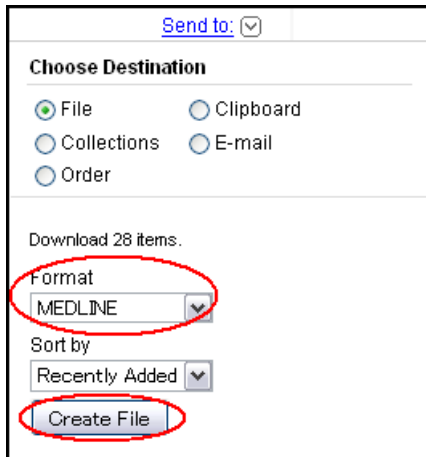 Send to:
Choose Destination
File Clipboard
Collections E-mail
Order
Download 28 items.
Format
MEDLINE
Sort by
Recently Added
Create File